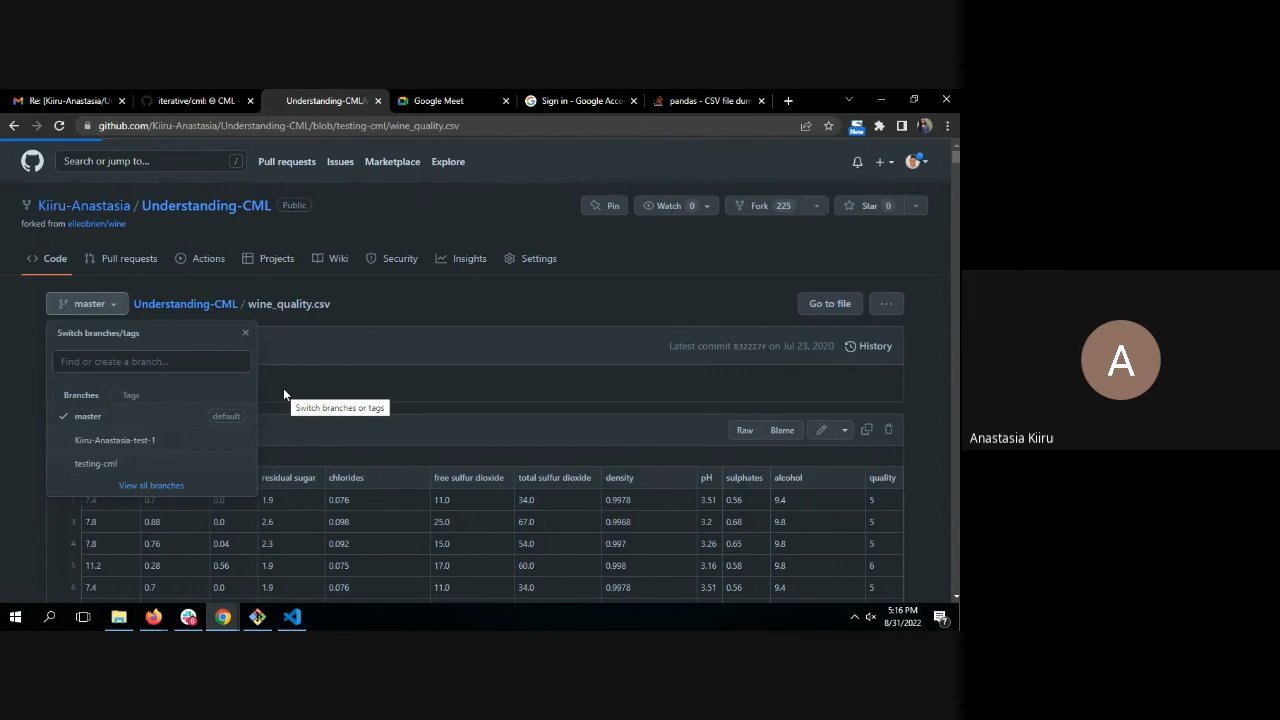 Re: [Kiiru-Anastasia/U
iterative/cml: ♾️ CML -
Understanding-CML/
Google Meet
Sign in - Google Acc
pandas - CSV file dum
github.com/Kiiru-Anastasia/Understanding-CML/blob/testing-cml/wine_quality.csv
New
Search or jump to...
/
Pull requests
Issues
Marketplace
Explore
Kiiru-Anastasia / Understanding-CML
Public
Pin
Watch 0
Fork 225
Star 0
forked from elleobrien/wine
Code
Pull requests
Actions
Projects
Wiki
Security
Insights
Settings
master
Understanding-CML / wine_quality.csv
Go to file
...
Switch branches/tags
Find or create a branch...
Branches
Tags
master
default
Kiiru-Anastasia-test-1
testing-cml
View all branches
Switch branches or tags
Latest commit 832227f on Jul 23, 2020
History
Raw
Blame
residual sugar chlorides free sulfur dioxide total sulfur dioxide density pH sulphates alcohol quality
2 7.4 0.7 0.0 1.9 0.076 11.0 34.0 0.9978 3.51 0.56 9.4 5
3 7.8 0.88 0.0 2.6 0.098 25.0 67.0 0.9968 3.2 0.68 9.8 5
4 7.8 0.76 0.04 2.3 0.092 15.0 54.0 0.997 3.26 0.65 9.8 5
5 11.2 0.28 0.56 1.9 0.075 17.0 60.0 0.998 3.16 0.58 9.8 6
6 7.4 0.7 0.0 1.9 0.076 11.0 34.0 0.9978 3.51 0.56 9.4 5
5:16 PM
8/31/2022
7
A
Anastasia Kiiru